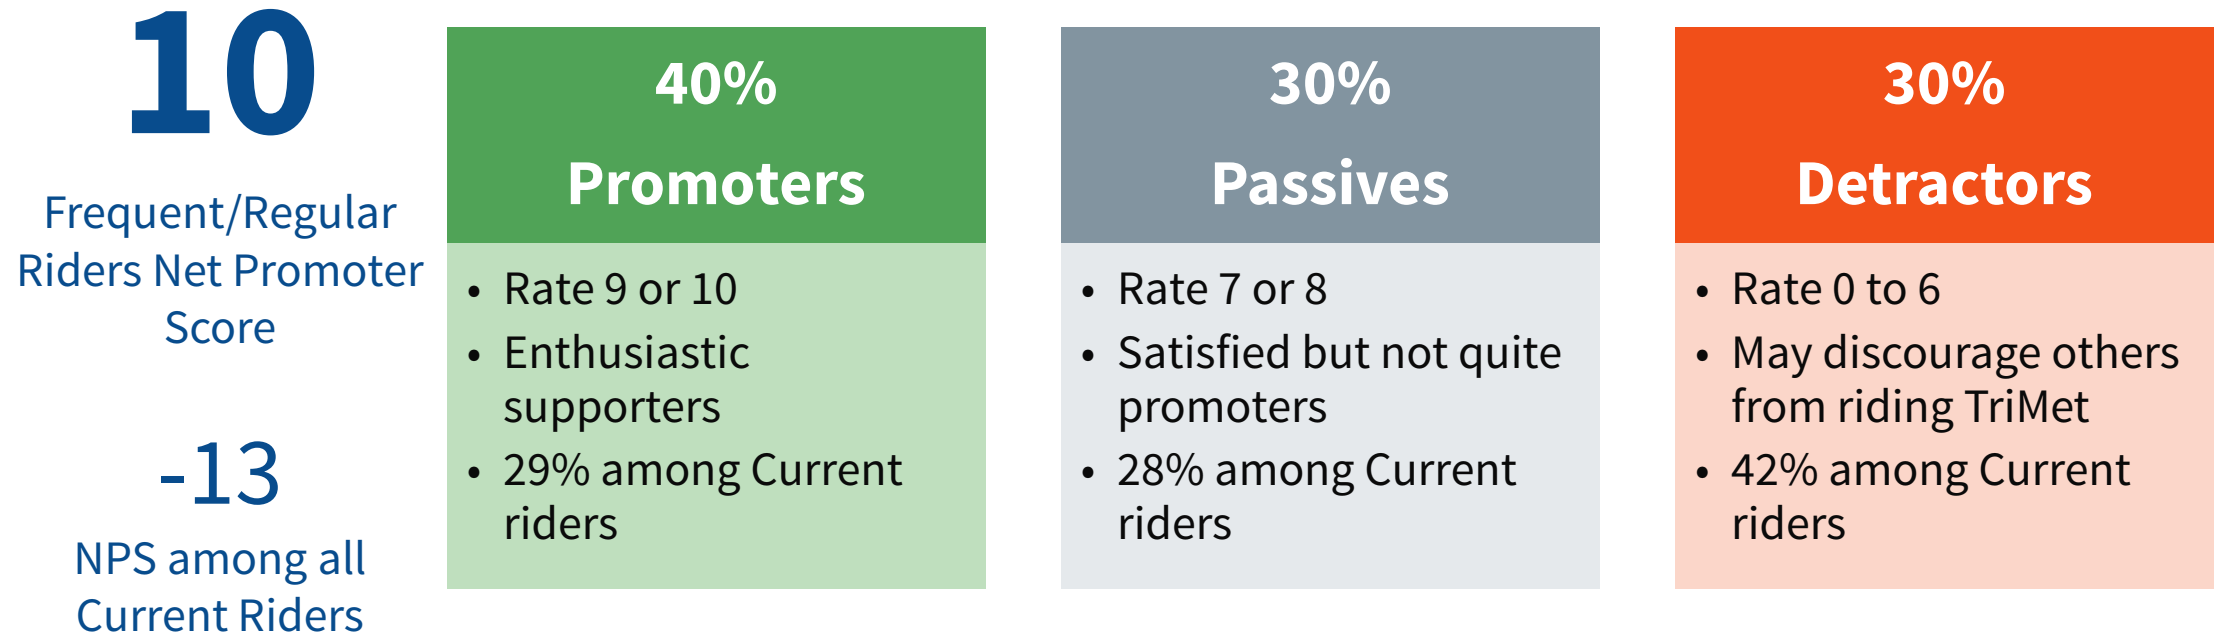 10
Frequent/Regular
Riders Net Promoter
Score
-13
NPS among all
Current Riders
40%
Promoters
• Rate 9 or 10
• Enthusiastic
supporters
• 29% among Current
riders
30%
Passives
• Rate 7 or 8
• Satisfied but not quite
promoters
• 28% among Current
riders
30%
Detractors
• Rate 0 to 6
• May discourage others
from riding TriMet
• 42% among Current
riders